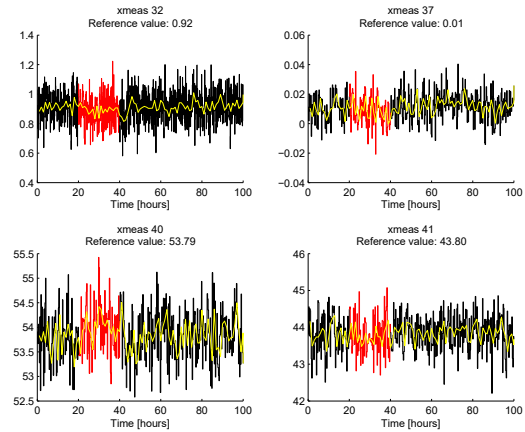 xmeas 32
Reference value: 0.92
1.4
1.2
1
0.8
0.6
0.4
0 20 40 60 80 100
Time [hours]
xmeas 37
Reference value: 0.01
0.06
0.04
0.02
0
−0.02
−0.04
0 20 40 60 80 100
Time [hours]
xmeas 40
Reference value: 53.79
55.5
55
54.5
54
53.5
53
52.5
0 20 40 60 80 100
Time [hours]
xmeas 41
Reference value: 43.80
46
45
44
43
42
0 20 40 60 80 100
Time [hours]